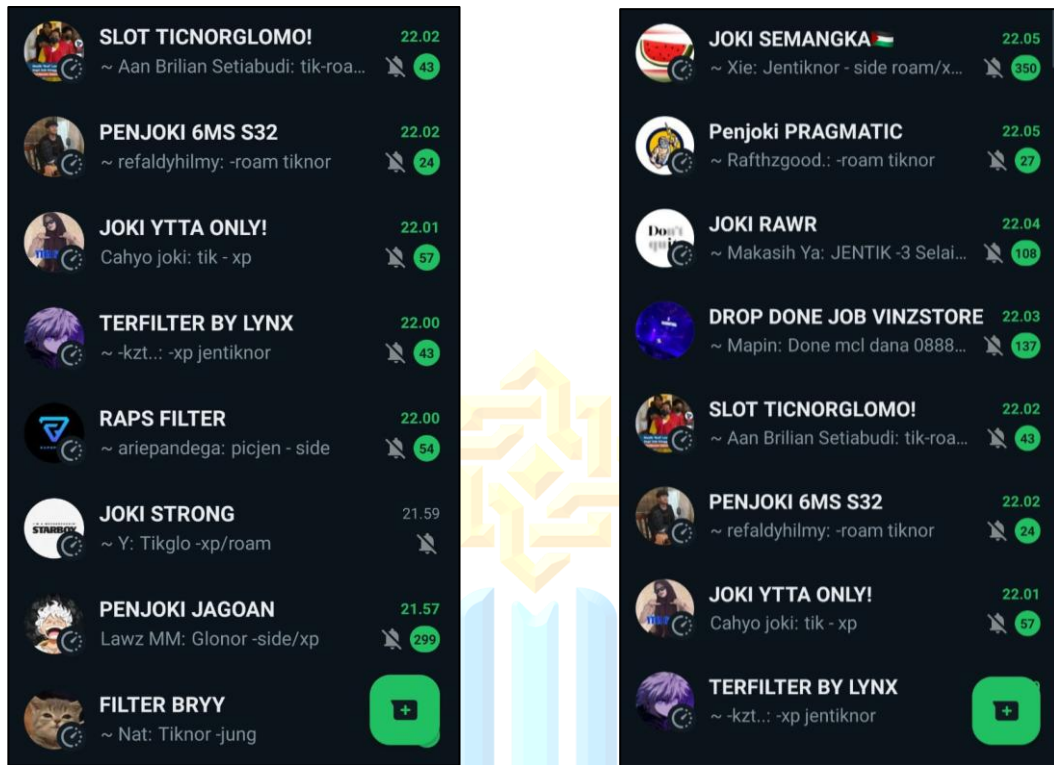 SLOT TICNORGLOMO!
22.02
~ Aan Brilian Setiabudi: tik-roa...
43
PENJOKI 6MS S32
22.02
~ refaldyhilmy: -roam tiknor
24
JOKI YTTA ONLY!
22.01
Cahyo joki: tik - xp
57
TERFILTER BY LYNX
22.00
~ -kzt..: -xp jentiknor
43
RAPS FILTER
22.00
~ ariepandega: picjen - side
54
STARBOX
JOKI STRONG
21.59
~ Y: Tikglo -xp/roam
PENJOKI JAGOAN
21.57
Lawz MM: Glonor -side/xp
299
FILTER BRYY
~ Nat: Tiknor -jung
JOKI SEMANGKA🇵🇸
22.05
~ Xie: Jentiknor - side roam/x...
350
Penjoki PRAGMATIC
22.05
~ Rafthzgood.: -roam tiknor
27
Don't
quit
JOKI RAWR
22.04
~ Makasih Ya: JENTIK -3 Selai...
108
DROP DONE JOB VINZSTORE
22.03
~ Mapin: Done mcl dana 0888...
137
SLOT TICNORGLOMO!
22.02
~ Aan Brilian Setiabudi: tik-roa...
43
PENJOKI 6MS S32
22.02
~ refaldyhilmy: -roam tiknor
24
JOKI YTTA ONLY!
22.01
Cahyo joki: tik - xp
57
TERFILTER BY LYNX
~ -kzt..: -xp jentiknor